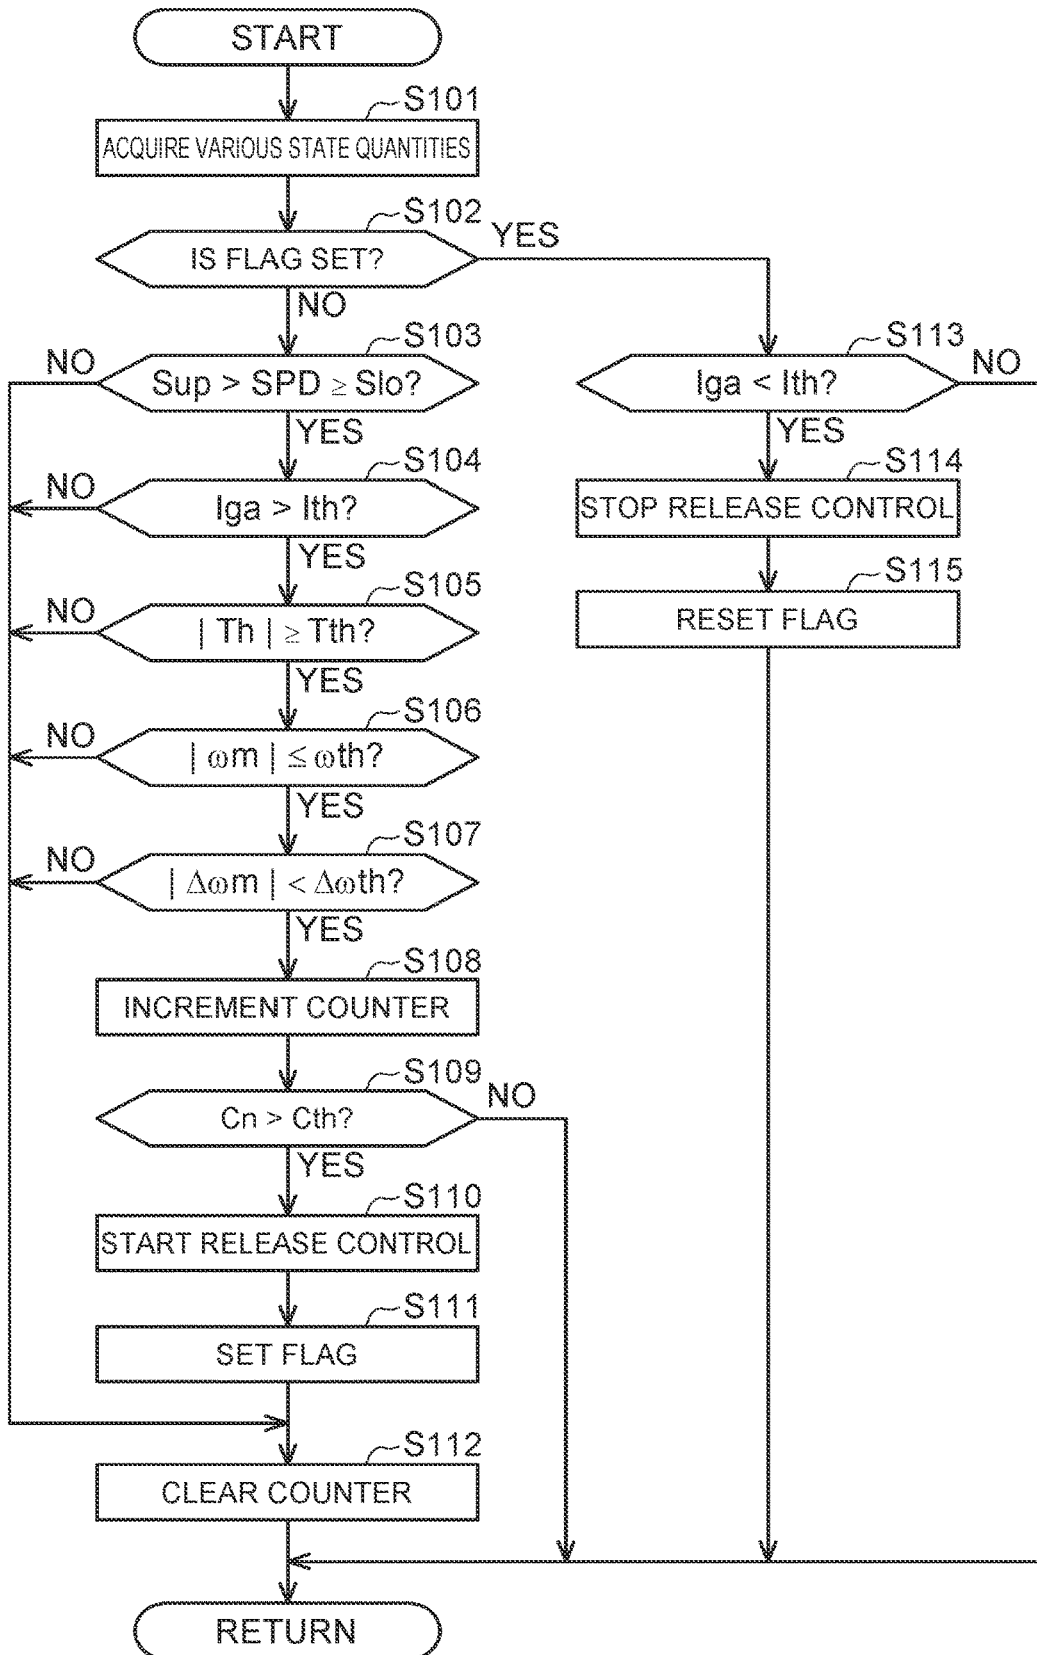 START
S101
ACQUIRE VARIOUS STATE QUANTITIES
S102
IS FLAG SET?
YES
NO
S103
NO
Sup > SPD ≥ Slo?
YES
S113
NO
Iga < Ith?
YES
S104
NO
Iga > Ith?
YES
S114
STOP RELEASE CONTROL
S105
NO
| Th | ≥ Tth?
YES
S115
RESET FLAG
S106
NO
| ωm | ≤ ωth?
YES
S107
NO
| Δωm | < Δωth?
YES
S108
INCREMENT COUNTER
S109
Cn > Cth?
NO
YES
S110
START RELEASE CONTROL
S111
SET FLAG
S112
CLEAR COUNTER
RETURN